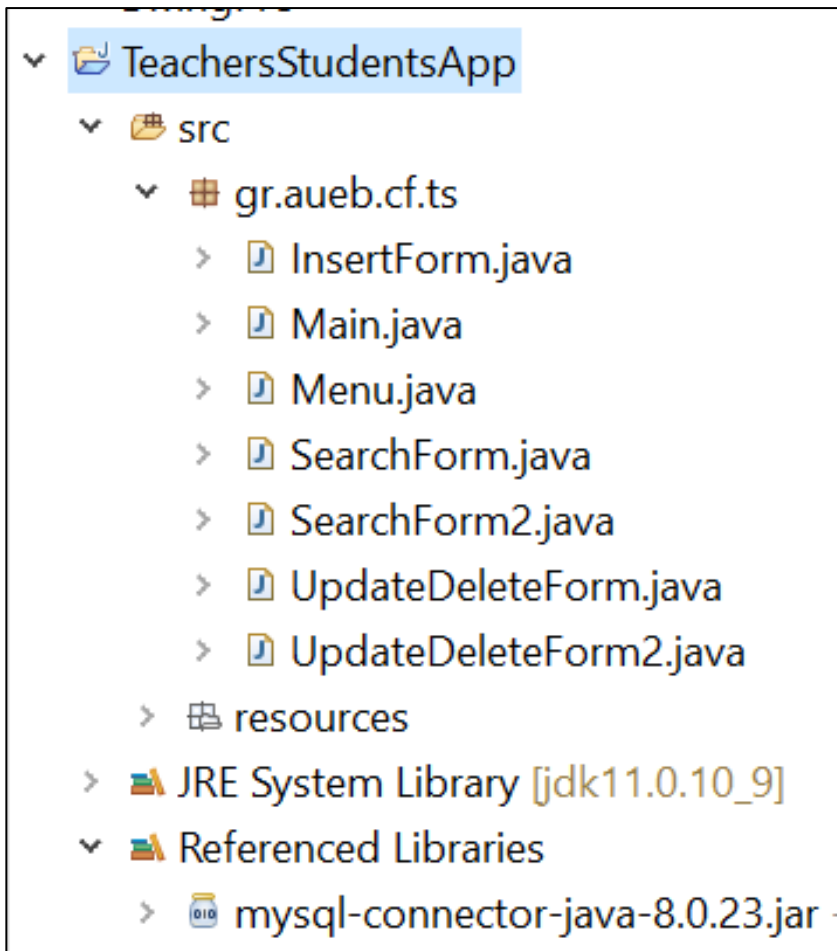 TeachersStudentsApp
src
gr.aueb.cf.ts
InsertForm.java
Main.java
Menu.java
SearchForm.java
SearchForm2.java
UpdateDeleteForm.java
UpdateDeleteForm2.java
resources
JRE System Library [jdk11.0.10_9]
Referenced Libraries
mysql-connector-java-8.0.23.jar